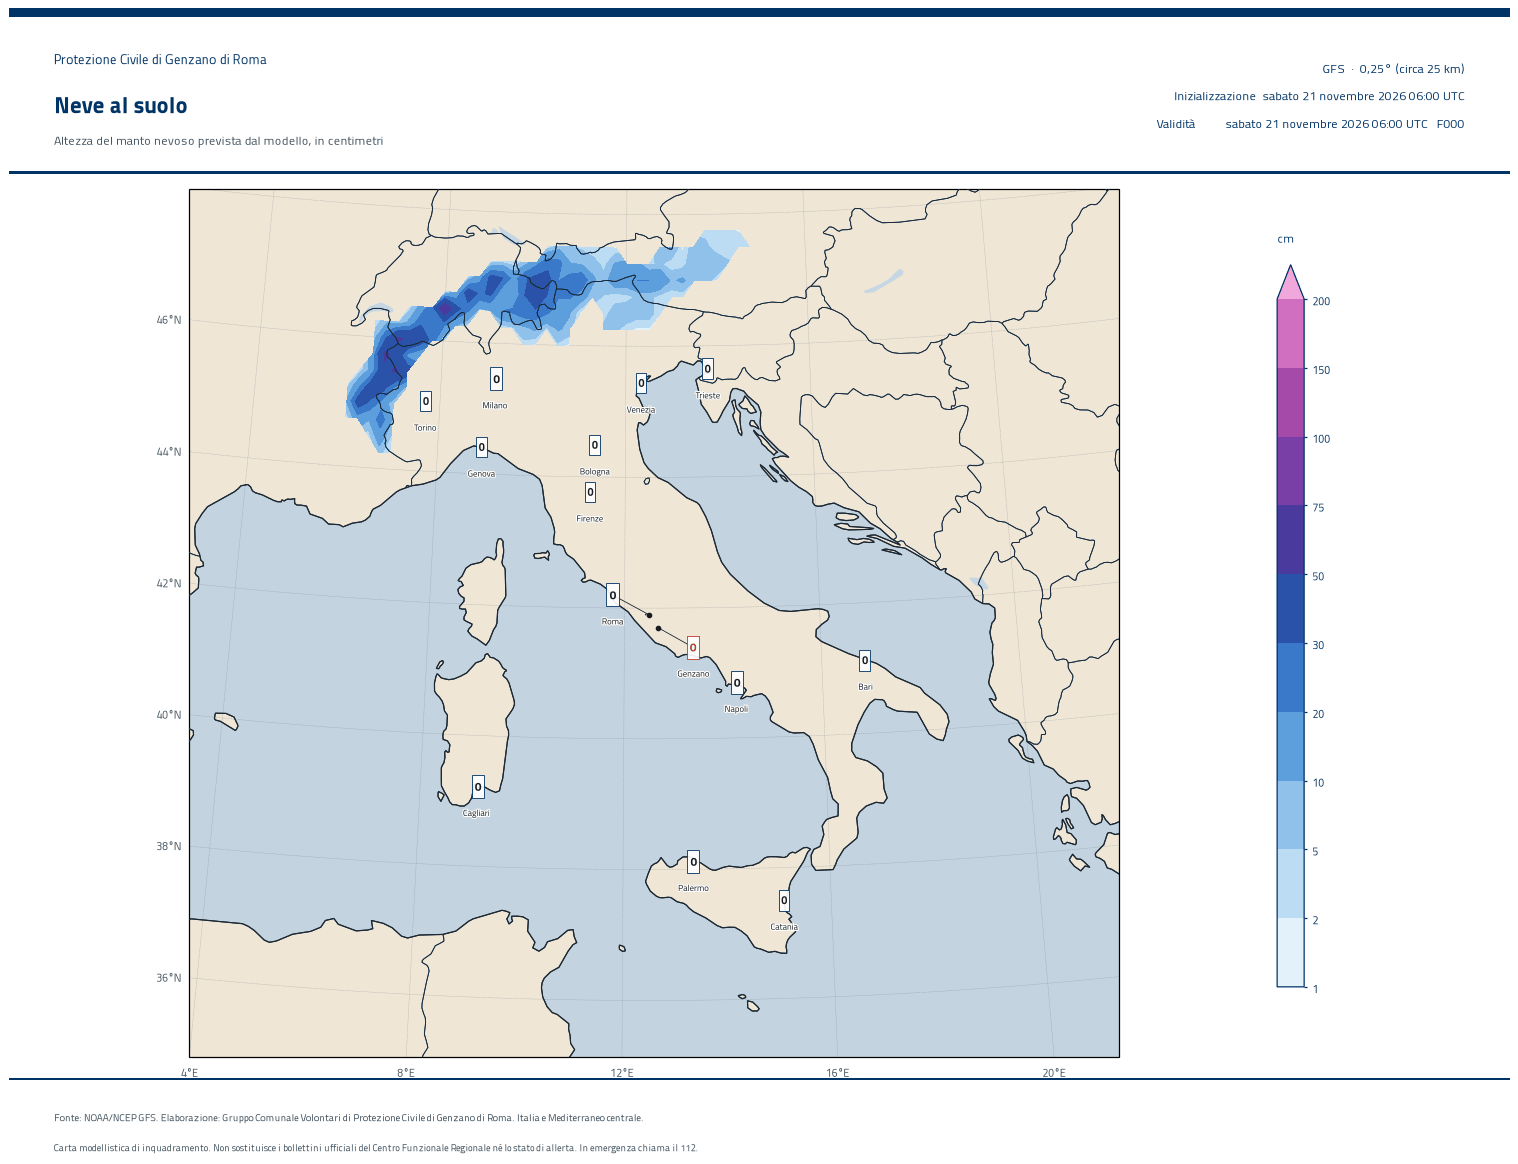 Protezione Civile di Genzano di Roma
Neve al suolo
Altezza del manto nevoso prevista dal modello, in centimetri
GFS · 0,25° (circa 25 km)
Inizializzazione sabato 21 novembre 2026 06:00 UTC
Validità sabato 21 novembre 2026 06:00 UTC F000
cm
200
150
100
75
50
30
20
10
5
2
1
46°N
44°N
42°N
40°N
38°N
36°N
4°E
8°E
12°E
16°E
20°E
0
Trieste
0
Milano
0
Venezia
0
Torino
0
Genova
0
Bologna
0
Firenze
0
Roma
0
Genzano
0
Bari
0
Napoli
0
Cagliari
0
Palermo
0
Catania
Fonte: NOAA/NCEP GFS. Elaborazione: Gruppo Comunale Volontari di Protezione Civile di Genzano di Roma. Italia e Mediterraneo centrale.
Carta modellistica di inquadramento. Non sostituisce i bollettini ufficiali del Centro Funzionale Regionale né lo stato di allerta. In emergenza chiama il 112.